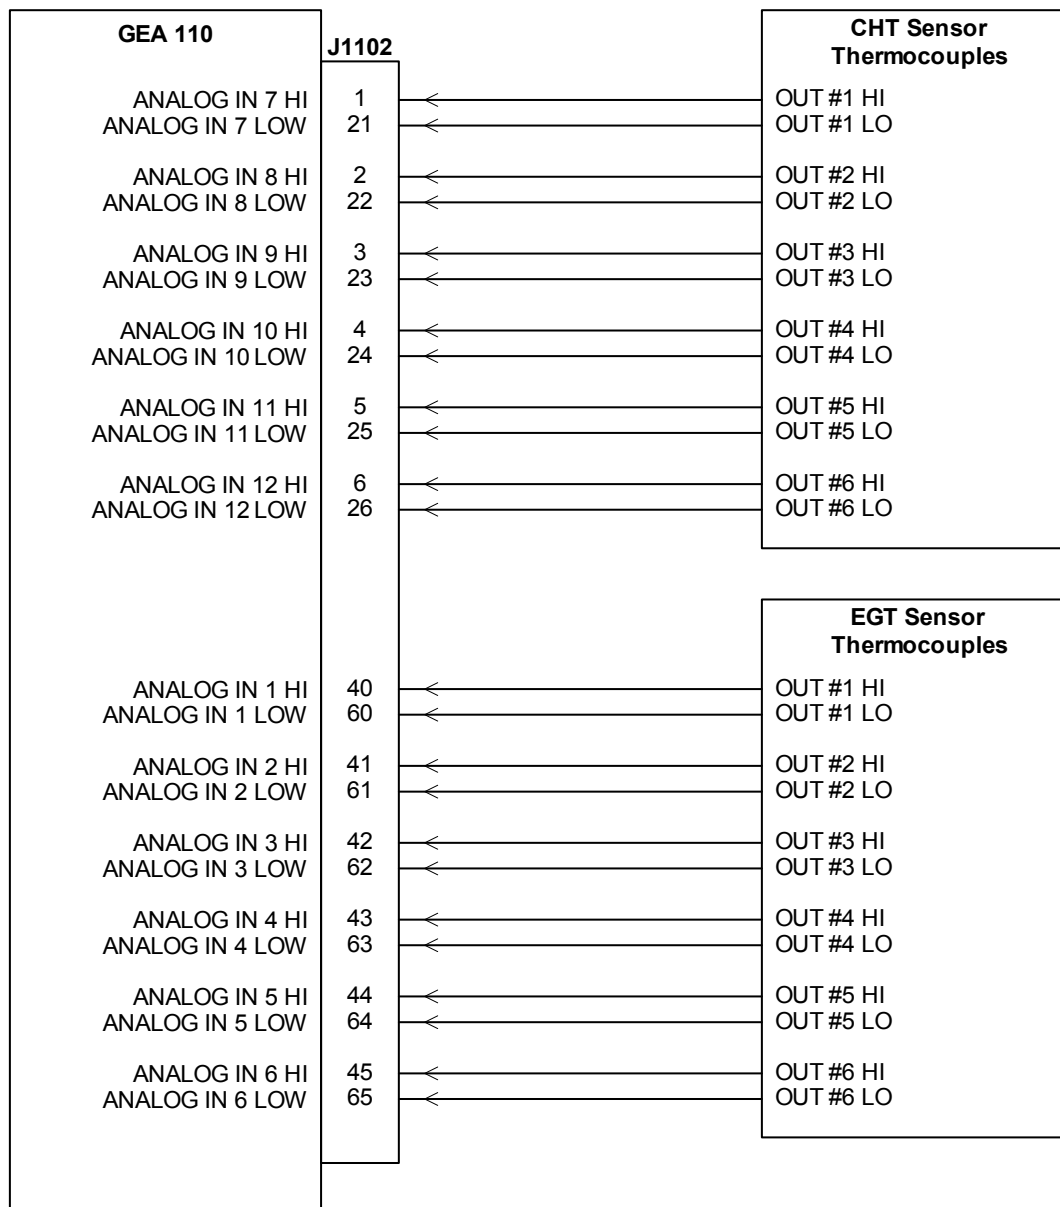 GEA 110
J1102
CHT Sensor
Thermocouples
ANALOG IN 7 HI 1 OUT #1 HI
ANALOG IN 7 LOW 21 OUT #1 LO
ANALOG IN 8 HI 2 OUT #2 HI
ANALOG IN 8 LOW 22 OUT #2 LO
ANALOG IN 9 HI 3 OUT #3 HI
ANALOG IN 9 LOW 23 OUT #3 LO
ANALOG IN 10 HI 4 OUT #4 HI
ANALOG IN 10 LOW 24 OUT #4 LO
ANALOG IN 11 HI 5 OUT #5 HI
ANALOG IN 11 LOW 25 OUT #5 LO
ANALOG IN 12 HI 6 OUT #6 HI
ANALOG IN 12 LOW 26 OUT #6 LO
EGT Sensor
Thermocouples
ANALOG IN 1 HI 40 OUT #1 HI
ANALOG IN 1 LOW 60 OUT #1 LO
ANALOG IN 2 HI 41 OUT #2 HI
ANALOG IN 2 LOW 61 OUT #2 LO
ANALOG IN 3 HI 42 OUT #3 HI
ANALOG IN 3 LOW 62 OUT #3 LO
ANALOG IN 4 HI 43 OUT #4 HI
ANALOG IN 4 LOW 63 OUT #4 LO
ANALOG IN 5 HI 44 OUT #5 HI
ANALOG IN 5 LOW 64 OUT #5 LO
ANALOG IN 6 HI 45 OUT #6 HI
ANALOG IN 6 LOW 65 OUT #6 LO